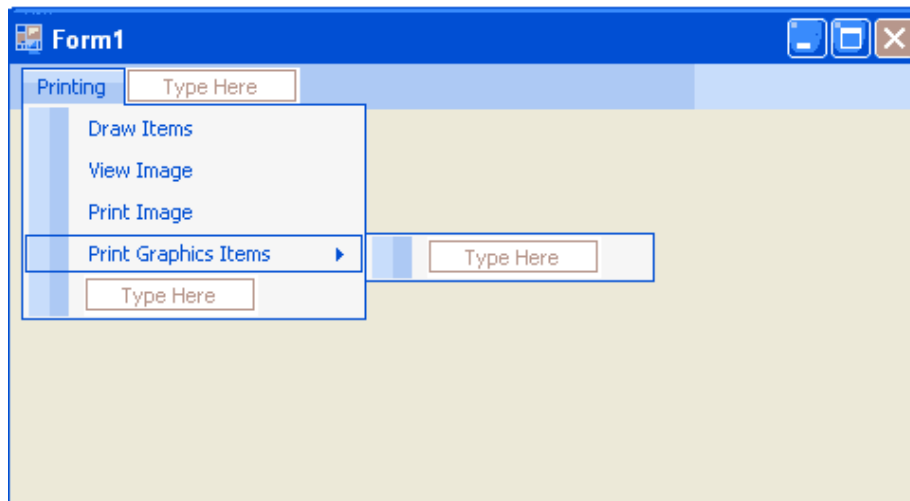 Form1
Printing Type Here
Draw Items
View Image
Print Image
Print Graphics Items Type Here
Type Here